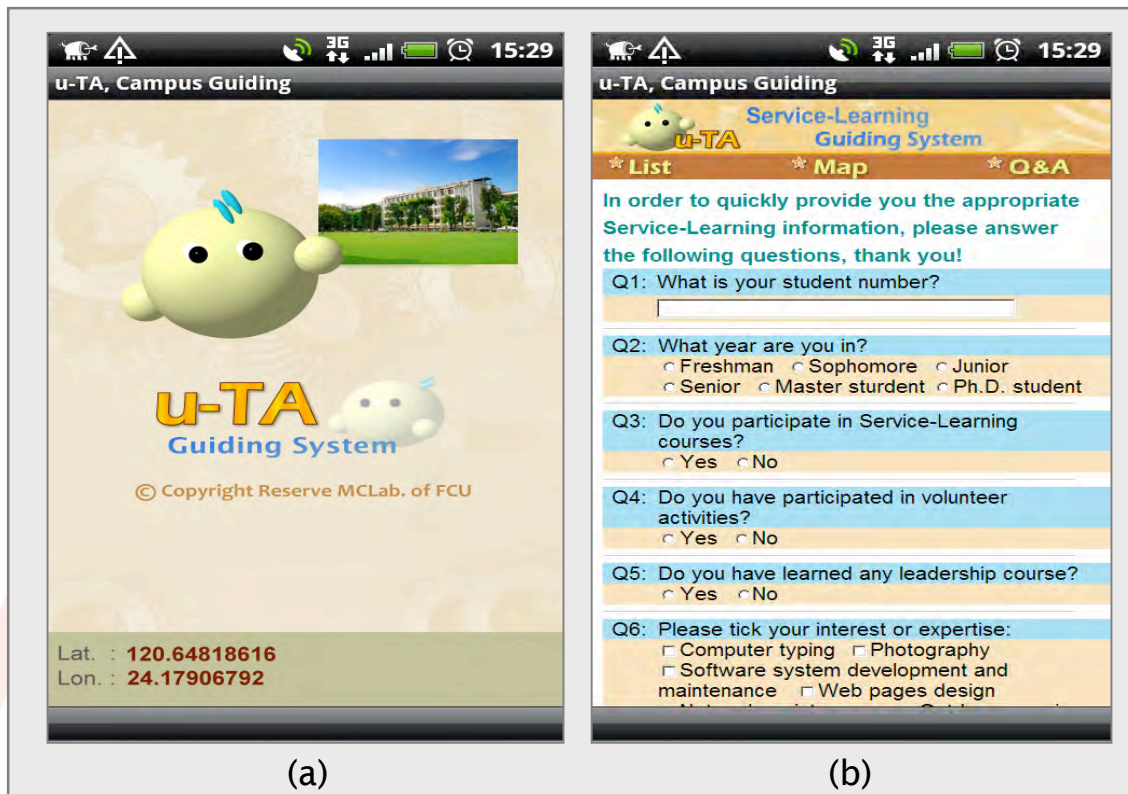 3G
15:29
u-TA, Campus Guiding
u-TA
Guiding System
© Copyright Reserve MCLab. of FCU
Lat. : 120.64818616
Lon. : 24.17906792
(a)
3G
15:29
u-TA, Campus Guiding
u-TA
Service-Learning
Guiding System
List Map Q&A
In order to quickly provide you the appropriate
Service-Learning information, please answer
the following questions, thank you!
Q1: What is your student number?
Q2: What year are you in?
Freshman Sophomore Junior
Senior Master sturdent Ph.D. student
Q3: Do you participate in Service-Learning
courses?
Yes No
Q4: Do you have participated in volunteer
activities?
Yes No
Q5: Do you have learned any leadership course?
Yes No
Q6: Please tick your interest or expertise:
Computer typing Photography
Software system development and
maintenance Web pages design
(b)